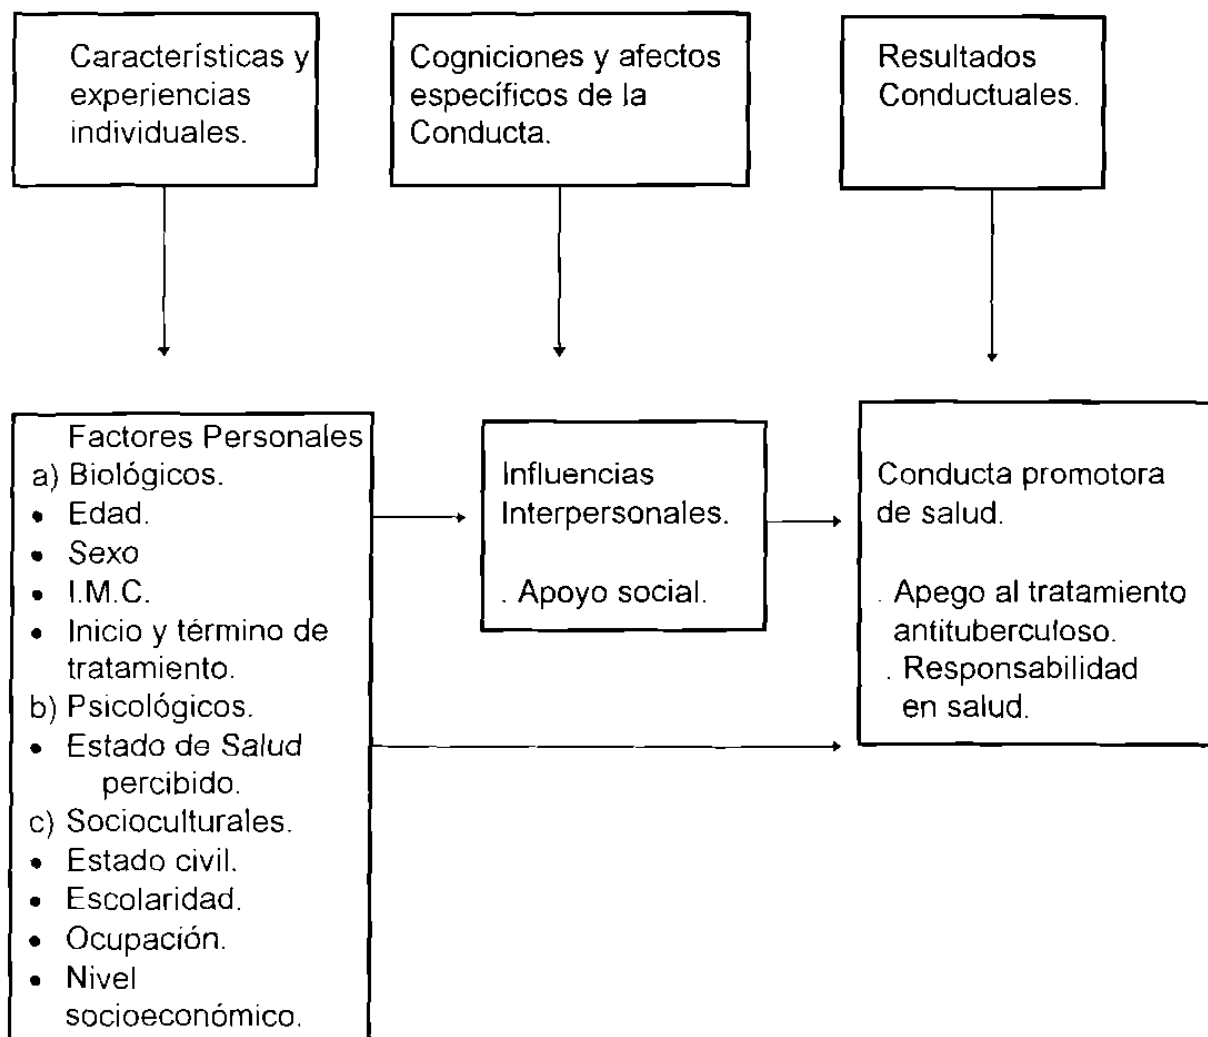 Características y
experiencias
individuales.
Cogniciones y afectos
específicos de la
Conducta.
Resultados
Conductuales.
Factores Personales
a) Biológicos.
• Edad.
• Sexo
• I.M.C.
• Inicio y término de
tratamiento.
b) Psicológicos.
• Estado de Salud
percibido.
c) Socioculturales.
• Estado civil.
• Escolaridad.
• Ocupación.
• Nivel
socioeconómico.
Influencias
Interpersonales.
. Apoyo social.
Conducta promotora
de salud.
. Apego al tratamiento
antituberculoso.
. Responsabilidad
en salud.